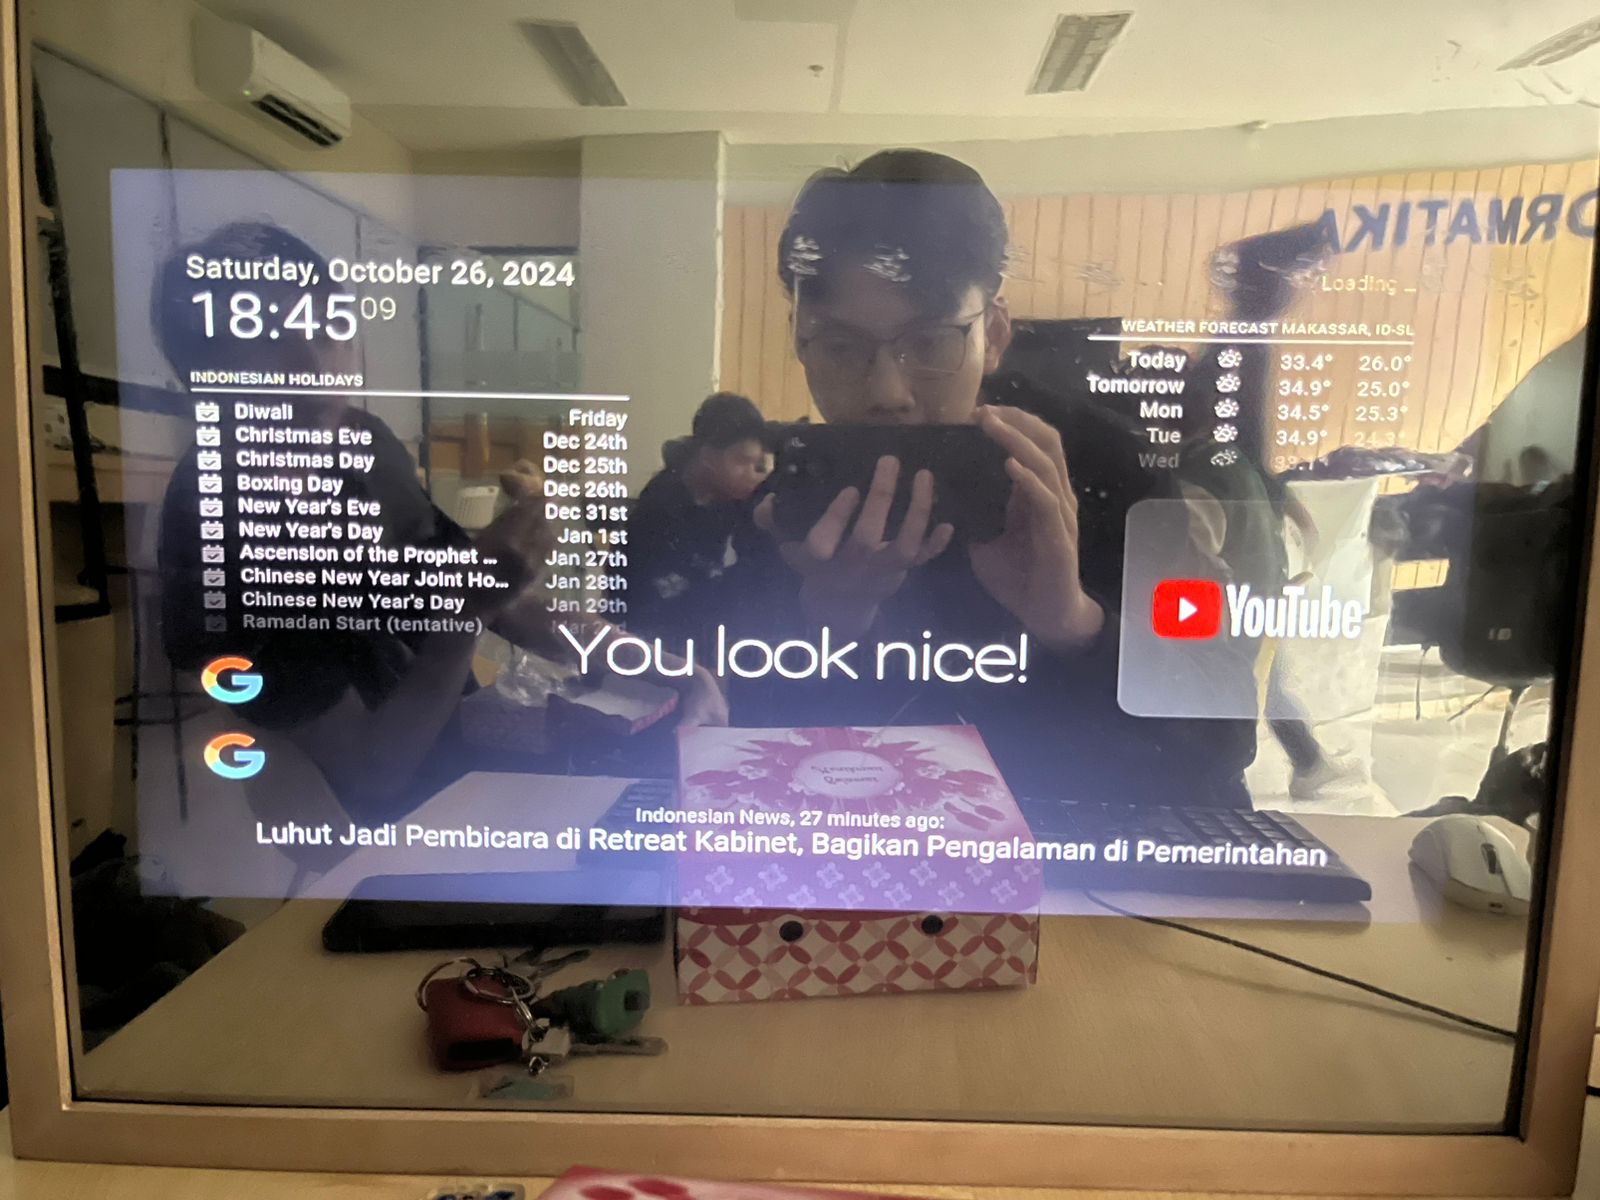 Saturday, October 26, 2024
18:45 09
INDONESIAN HOLIDAYS
Diwali Friday
Christmas Eve Dec 24th
Christmas Day Dec 25th
Boxing Day Dec 26th
New Year's Eve Dec 31st
New Year's Day Jan 1st
Ascension of the Prophet ... Jan 27th
Chinese New Year Joint Ho... Jan 28th
Chinese New Year's Day Jan 29th
Ramadan Start (tentative)
ORMATIKA
Loading ...
WEATHER FORECAST MAKASSAR, ID-SL
Today 33.4° 26.0°
Tomorrow 34.9° 25.0°
Mon 34.5° 25.3°
Tue 34.9° 24.3°
Wed
You look nice!
YouTube
G
G
Indonesian News, 27 minutes ago:
Luhut Jadi Pembicara di Retreat Kabinet, Bagikan Pengalaman di Pemerintahan